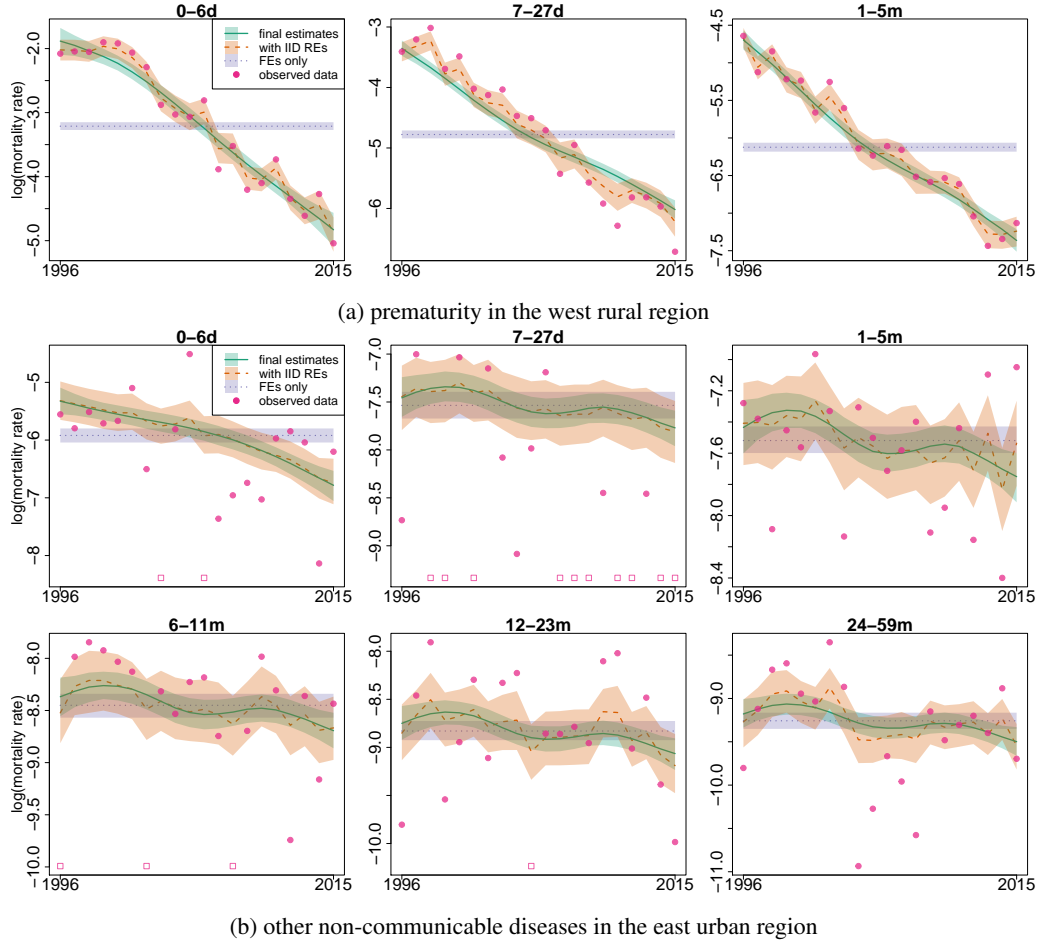 0−6d
7−27d
1−5m
final estimates
with IID REs
FEs only
observed data
log(mortality rate)
−2.0
−3.0
−4.0
−5.0
−3
−4
−5
−6
−4.5
−5.5
−6.5
−7.5
1996
2015
1996
2015
1996
2015
(a) prematurity in the west rural region
0−6d
7−27d
1−5m
final estimates
with IID REs
FEs only
observed data
log(mortality rate)
−5
−6
−7
−8
−7.0
−7.5
−8.0
−8.5
−9.0
−7.2
−7.6
−8.0
−8.4
1996
2015
1996
2015
1996
2015
6−11m
12−23m
24−59m
log(mortality rate)
−8.0
−8.5
−9.0
−9.5
−10.0
−8.0
−8.5
−9.0
−10.0
−9.0
−10.0
−11.0
1996
2015
1996
2015
1996
2015
(b) other non-communicable diseases in the east urban region